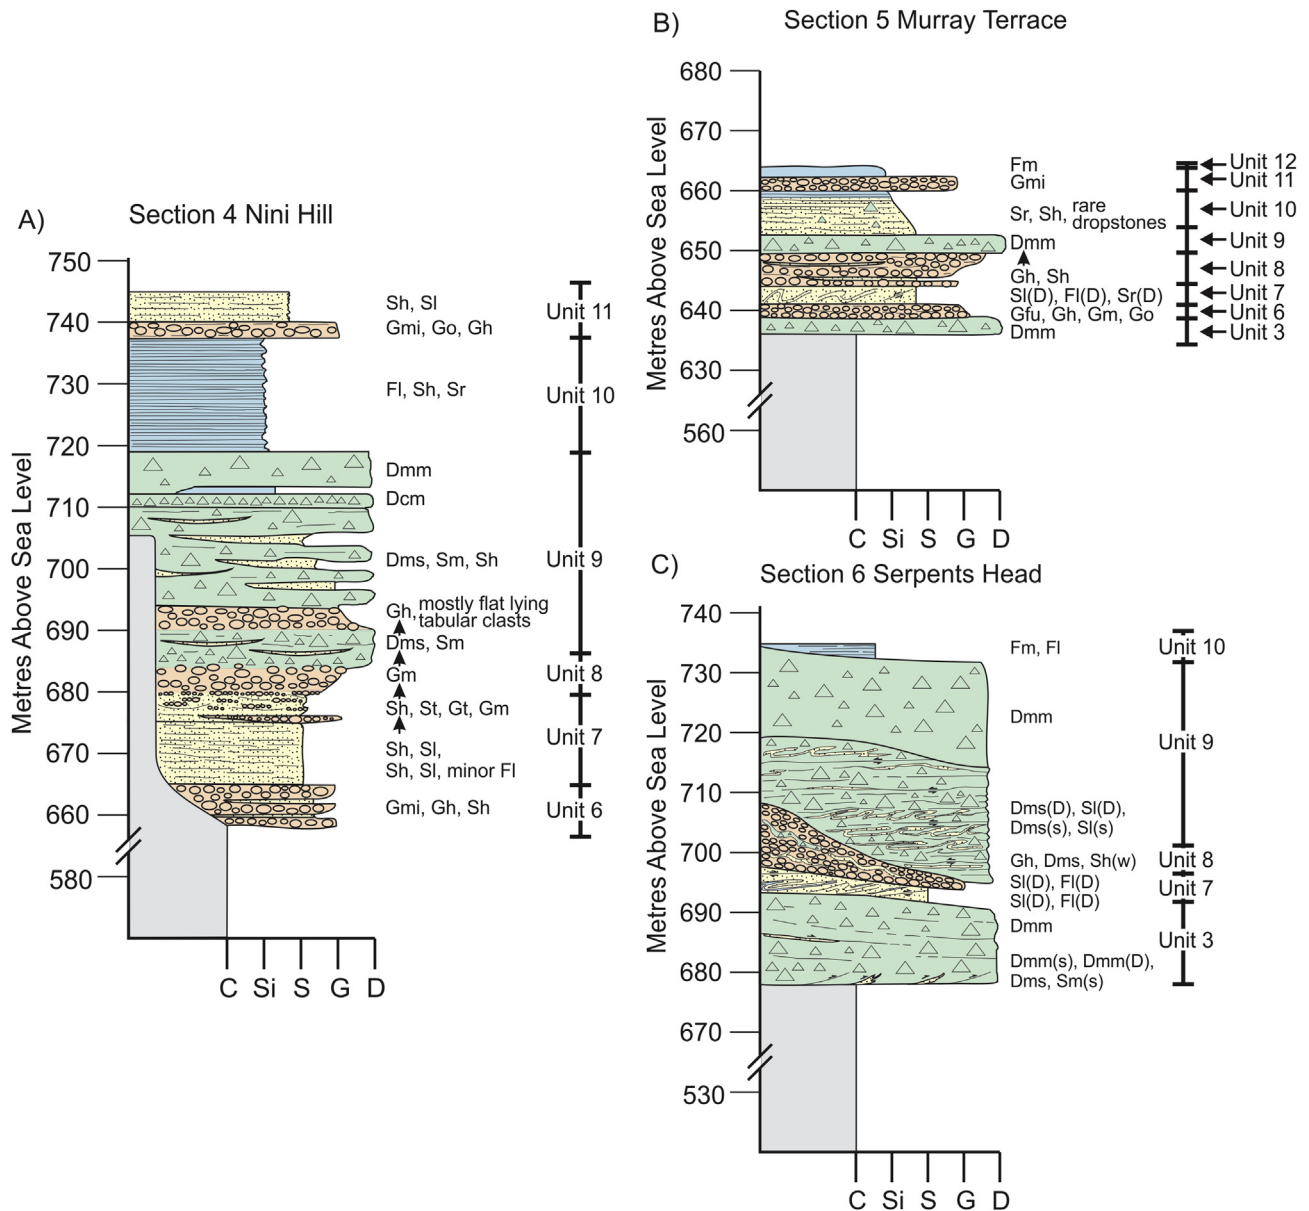 A)
Section 4 Nini Hill
Metres Above Sea Level
750
740
730
720
710
700
690
680
670
660
580
Sh, Sl
Gmi, Go, Gh
Fl, Sh, Sr
Dmm
Dcm
Dms, Sm, Sh
Gh, mostly flat lying
tabular clasts
Dms, Sm
Gm
Sh, St, Gt, Gm
Sh, Sl,
Sh, Sl, minor Fl
Gmi, Gh, Sh
Unit 11
Unit 10
Unit 9
Unit 8
Unit 7
Unit 6
C Si S G D
B)
Section 5 Murray Terrace
Metres Above Sea Level
680
670
660
650
640
630
560
Fm
Gmi
Sr, Sh, rare
dropstones
Dmm
Gh, Sh
Sl(D), Fl(D), Sr(D)
Gfu, Gh, Gm, Go
Dmm
Unit 12
Unit 11
Unit 10
Unit 9
Unit 8
Unit 7
Unit 6
Unit 3
C Si S G D
C)
Section 6 Serpents Head
Metres Above Sea Level
740
730
720
710
700
690
680
670
530
Fm, Fl
Dmm
Dms(D), Sl(D),
Dms(s), Sl(s)
Gh, Dms, Sh(w)
Sl(D), Fl(D)
Sl(D), Fl(D)
Dmm
Dmm(s), Dmm(D),
Dms, Sm(s)
Unit 10
Unit 9
Unit 8
Unit 7
Unit 3
C Si S G D